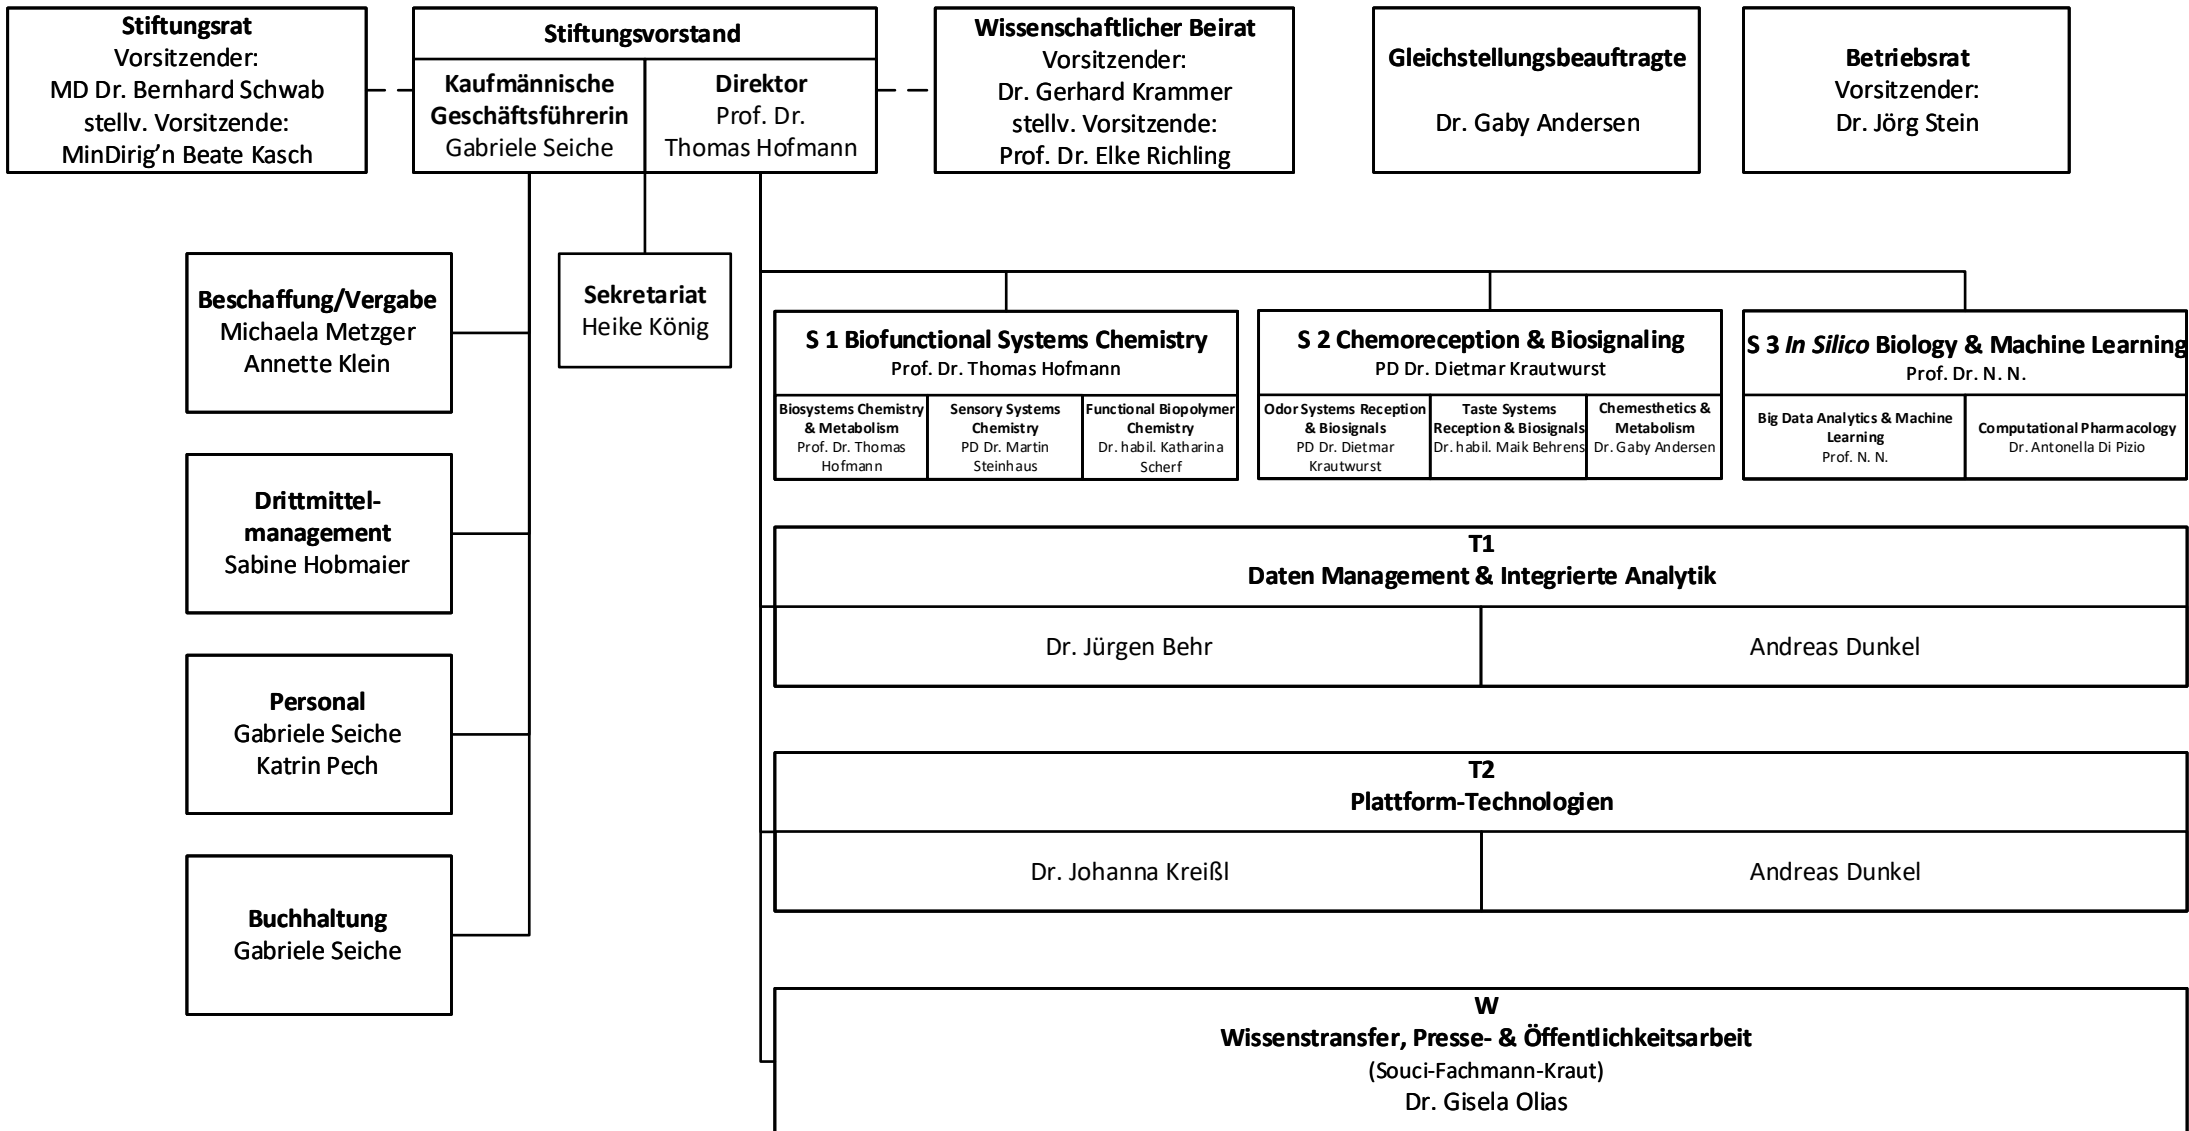 Stiftungsrat
Vorsitzender:
MD Dr. Bernhard Schwab
stellv. Vorsitzende:
MinDirig’n Beate Kasch
Stiftungsvorstand
Kaufmännische
Geschäftsführerin
Gabriele Seiche
Direktor
Prof. Dr.
Thomas Hofmann
Wissenschaftlicher Beirat
Vorsitzender:
Dr. Gerhard Krammer
stellv. Vorsitzende:
Prof. Dr. Elke Richling
Gleichstellungsbeauftragte
Dr. Gaby Andersen
Betriebsrat
Vorsitzender:
Dr. Jörg Stein
Beschaffung/Vergabe
Michaela Metzger
Annette Klein
Drittmittel-
management
Sabine Hobmaier
Personal
Gabriele Seiche
Katrin Pech
Buchhaltung
Gabriele Seiche
Sekretariat
Heike König
S 1 Biofunctional Systems Chemistry
Prof. Dr. Thomas Hofmann
Biosystems Chemistry
& Metabolism
Prof. Dr. Thomas
Hofmann
Sensory Systems
Chemistry
PD Dr. Martin
Steinhaus
Functional Biopolymer
Chemistry
Dr. habil. Katharina
Scherf
S 2 Chemoreception & Biosignaling
PD Dr. Dietmar Krautwurst
Odor Systems Reception
& Biosignals
PD Dr. Dietmar
Krautwurst
Taste Systems
Reception & Biosignals
Dr. habil. Maik Behrens
Chemesthetics &
Metabolism
Dr. Gaby Andersen
S 3 In Silico Biology & Machine Learning
Prof. Dr. N. N.
Big Data Analytics & Machine
Learning
Prof. N. N.
Computational Pharmacology
Dr. Antonella Di Pizio
T1
Daten Management & Integrierte Analytik
Dr. Jürgen Behr
Andreas Dunkel
T2
Plattform-Technologien
Dr. Johanna Kreißl
Andreas Dunkel
W
Wissenstransfer, Presse- & Öffentlichkeitsarbeit
(Souci-Fachmann-Kraut)
Dr. Gisela Olias